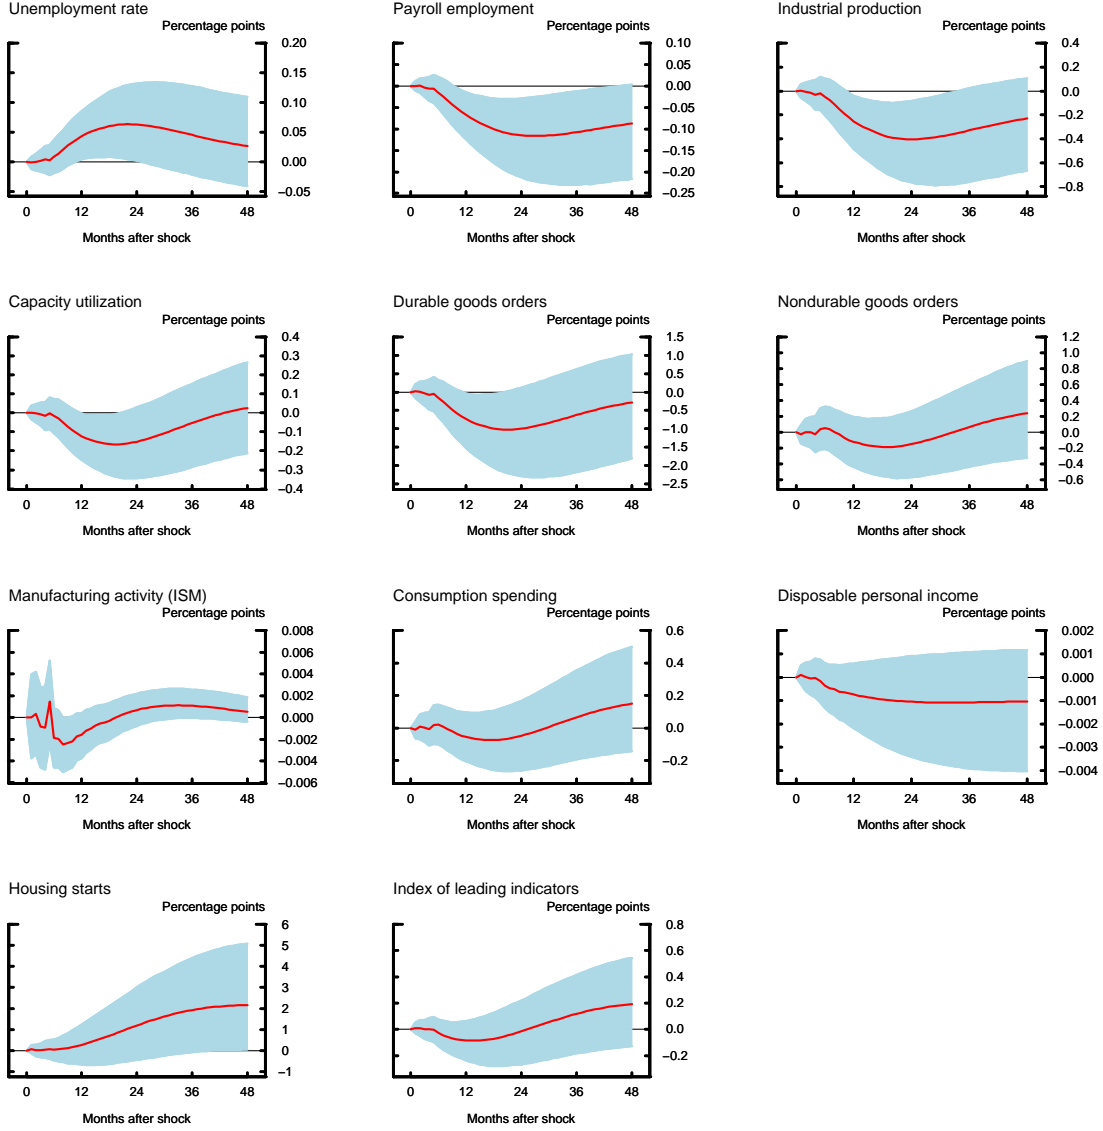 Unemployment rate
Percentage points
0.20
0.15
0.10
0.05
0.00
−0.05
0 12 24 36 48
Months after shock
Payroll employment
Percentage points
0.10
0.05
0.00
−0.05
−0.10
−0.15
−0.20
−0.25
0 12 24 36 48
Months after shock
Industrial production
Percentage points
0.4
0.2
0.0
−0.2
−0.4
−0.6
−0.8
0 12 24 36 48
Months after shock
Capacity utilization
Percentage points
0.4
0.3
0.2
0.1
0.0
−0.1
−0.2
−0.3
−0.4
0 12 24 36 48
Months after shock
Durable goods orders
Percentage points
1.5
1.0
0.5
0.0
−0.5
−1.0
−1.5
−2.0
−2.5
0 12 24 36 48
Months after shock
Nondurable goods orders
Percentage points
1.2
1.0
0.8
0.6
0.4
0.2
0.0
−0.2
−0.4
−0.6
0 12 24 36 48
Months after shock
Manufacturing activity (ISM)
Percentage points
0.008
0.006
0.004
0.002
0.000
−0.002
−0.004
−0.006
0 12 24 36 48
Months after shock
Consumption spending
Percentage points
0.6
0.4
0.2
0.0
−0.2
0 12 24 36 48
Months after shock
Disposable personal income
Percentage points
0.002
0.001
0.000
−0.001
−0.002
−0.003
−0.004
0 12 24 36 48
Months after shock
Housing starts
Percentage points
6
5
4
3
2
1
0
−1
0 12 24 36 48
Months after shock
Index of leading indicators
Percentage points
0.8
0.6
0.4
0.2
0.0
−0.2
0 12 24 36 48
Months after shock